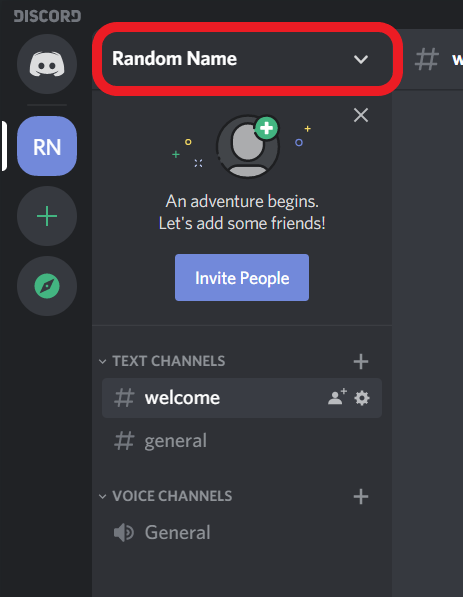 DISCORD
Random Name
# w
RN
An adventure begins.
Let's add some friends!
Invite People
TEXT CHANNELS
# welcome
# general
VOICE CHANNELS
General